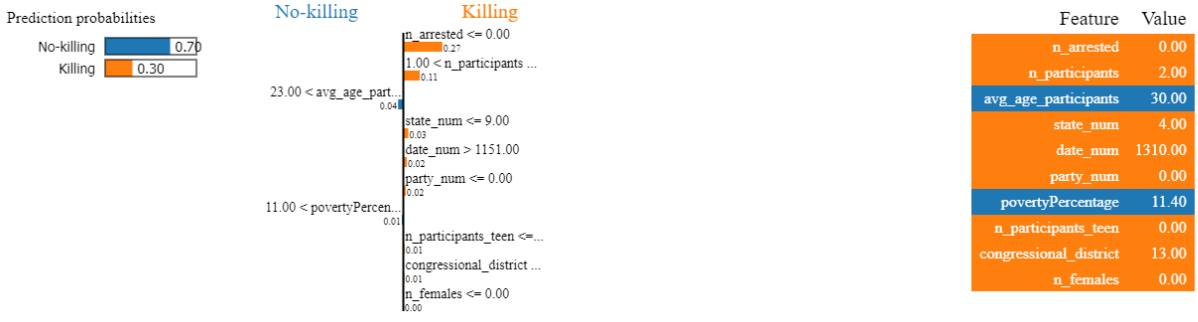 Prediction probabilities
No-killing 0.70
Killing 0.30
No-killing Killing
n_arrested <= 0.00
0.27
1.00 < n_participants ...
0.11
23.00 < avg_age_part...
0.04
state_num <= 9.00
0.03
date_num > 1151.00
0.02
party_num <= 0.00
0.02
11.00 < povertyPercen...
0.01
n_participants_teen <=...
0.01
congressional_district ...
0.01
n_females <= 0.00
0.00
Feature Value
n_arrested 0.00
n_participants 2.00
avg_age_participants 30.00
state_num 4.00
date_num 1310.00
party_num 0.00
povertyPercentage 11.40
n_participants_teen 0.00
congressional_district 13.00
n_females 0.00